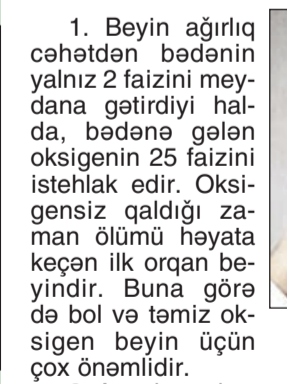 1. Beyin ağırlıq
cəhətdən bədənin
yalnız 2 faizini mey-
dana gətirdiyi hal-
da, bədənə gələn
oksigenin 25 faizini
istehlak edir. Oksi-
gensiz qaldığı za-
man ölümü həyata
keçən ilk orqan be-
yindir. Buna görə
də bol və təmiz ok-
sigen beyin üçün
çox önəmlidir.